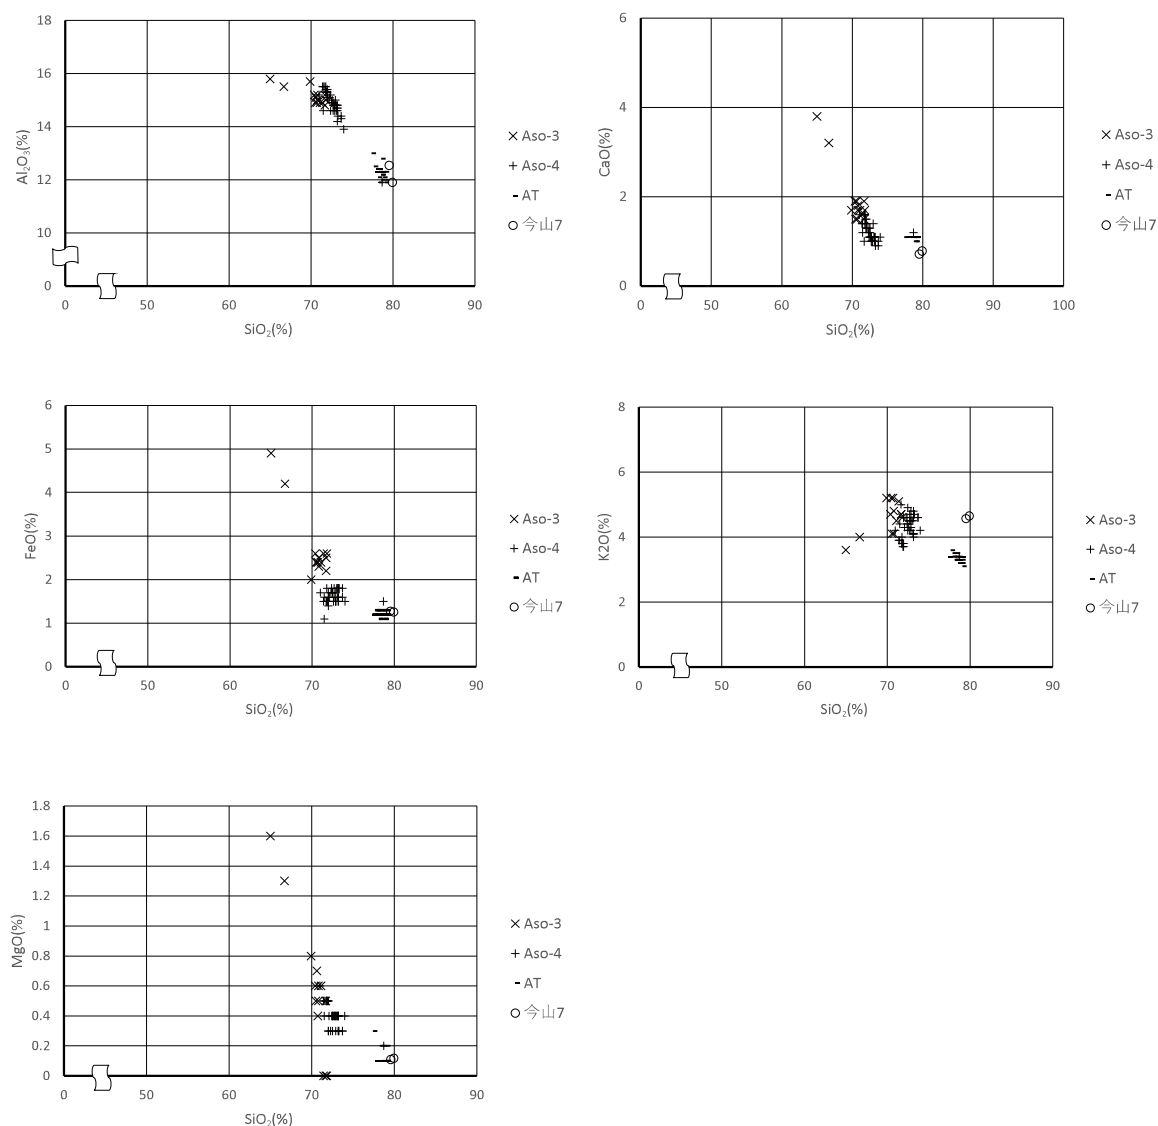 18
16
14
12
10
0
Al₂O₃(%)
0 50 60 70 80 90
SiO₂(%)
× Aso-3
+ Aso-4
- AT
○ 今山7
6
4
2
0
CaO(%)
0 50 60 70 80 90 100
SiO₂(%)
× Aso-3
+ Aso-4
- AT
○ 今山7
6
5
4
3
2
1
0
FeO(%)
0 50 60 70 80 90
SiO₂(%)
× Aso-3
+ Aso-4
- AT
○ 今山7
8
6
4
2
0
K2O(%)
0 50 60 70 80 90
SiO₂(%)
× Aso-3
+ Aso-4
- AT
○ 今山7
1.8
1.6
1.4
1.2
1
0.8
0.6
0.4
0.2
0
MgO(%)
0 50 60 70 80 90
SiO₂(%)
× Aso-3
+ Aso-4
- AT
○ 今山7